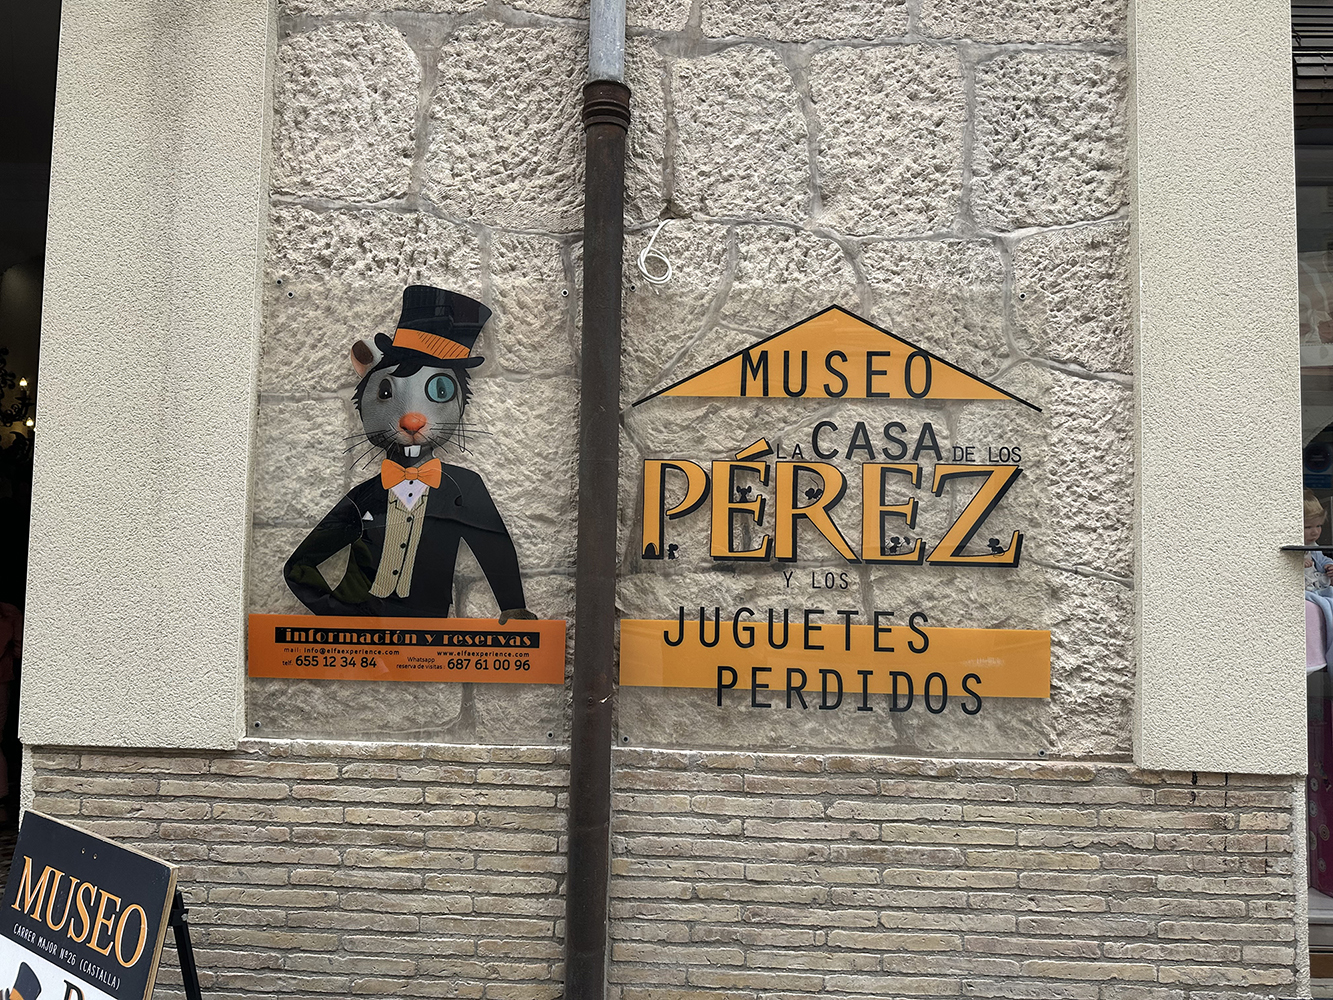 información y reservas
mail: info@elfaexperience.com
www.elfaexperience.com
telf. 655 12 34 84
Whatsapp
reserva de visitas: 687 61 00 96
MUSEO
LA CASA DE LOS
PÉREZ
Y LOS
JUGUETES
PERDIDOS
MUSEO
CARRER MAJOR Nº26 (CASTALLA)